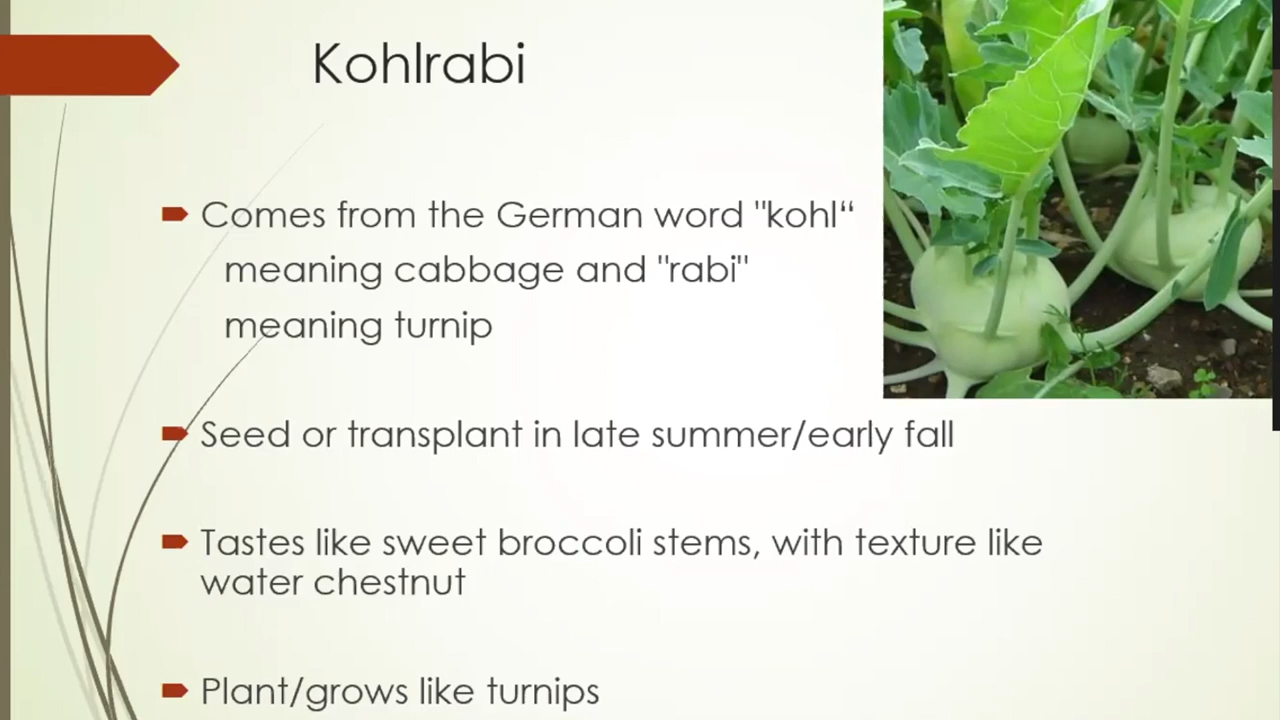 Kohlrabi
Comes from the German word "kohl“
meaning cabbage and "rabi"
meaning turnip
Seed or transplant in late summer/early fall
Tastes like sweet broccoli stems, with texture like
water chestnut
Plant/grows like turnips